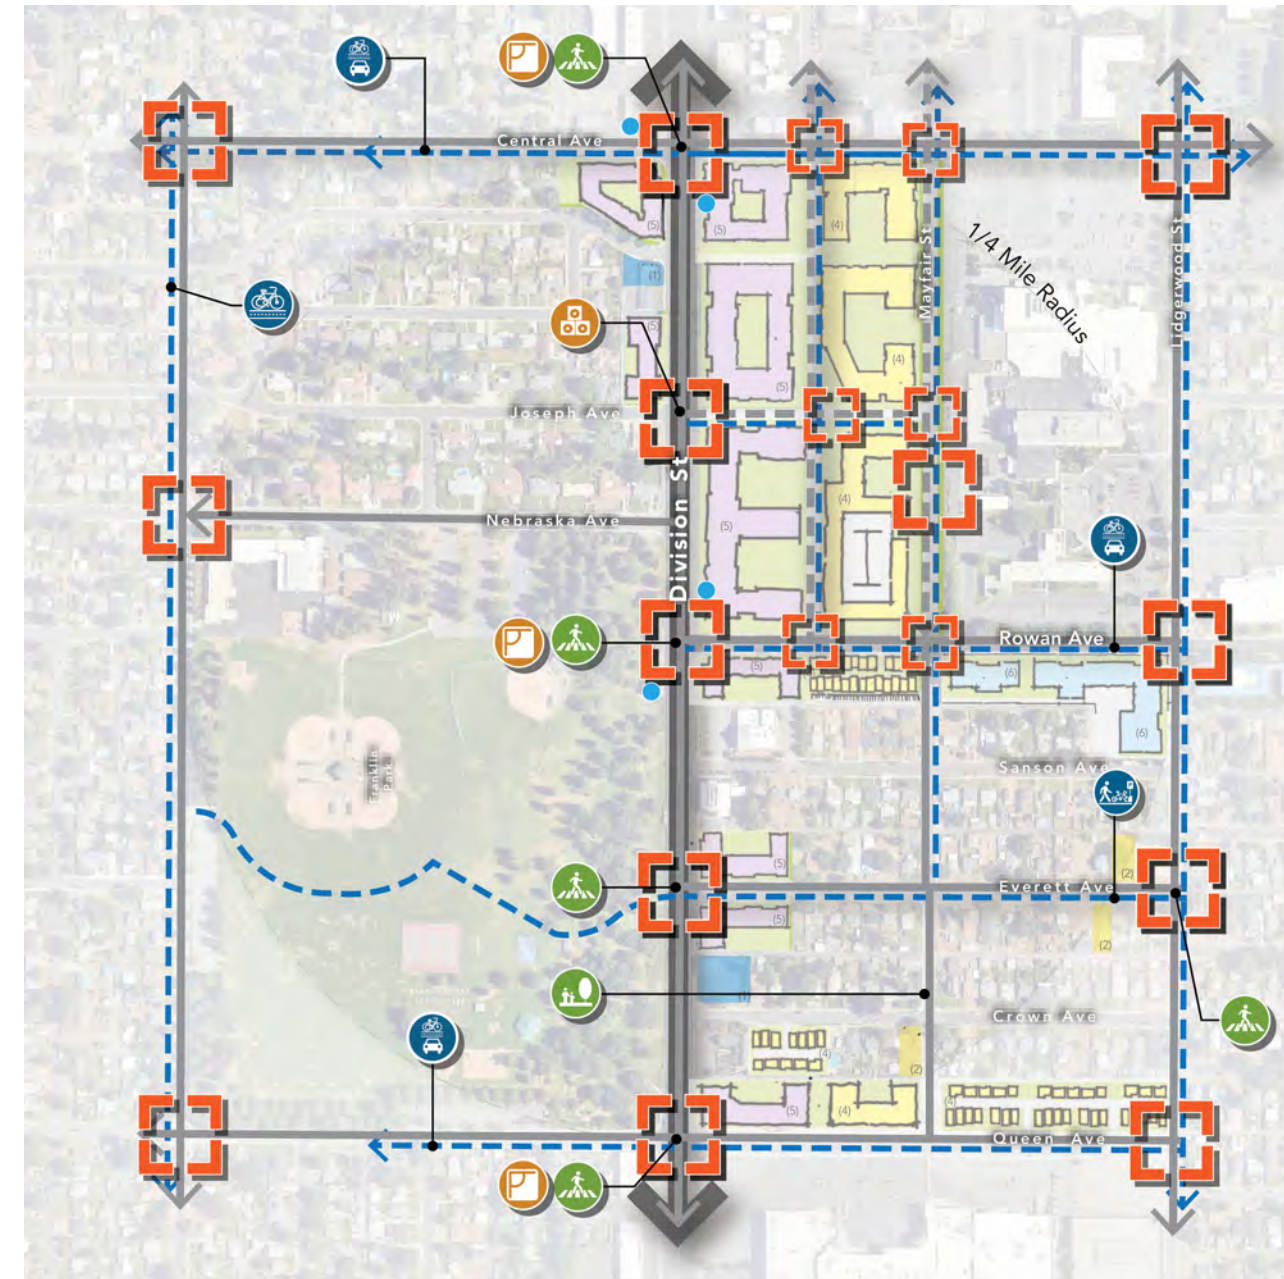 Central Ave
(5)
(5)
(4)
Mayfair St
Lidgerwood St
1/4 Mile Radius
(1)
(5)
(4)
(5)
Joseph Ave
Division St
(4)
(5)
Nebraska Ave
Rowan Ave
(5)
(6)
(6)
Franklin
Park
Sanson Ave
(5)
(2)
Everett Ave
(5)
(2)
(1)
Crown Ave
(4)
(2)
(4)
(5)
(4)
Queen Ave
P